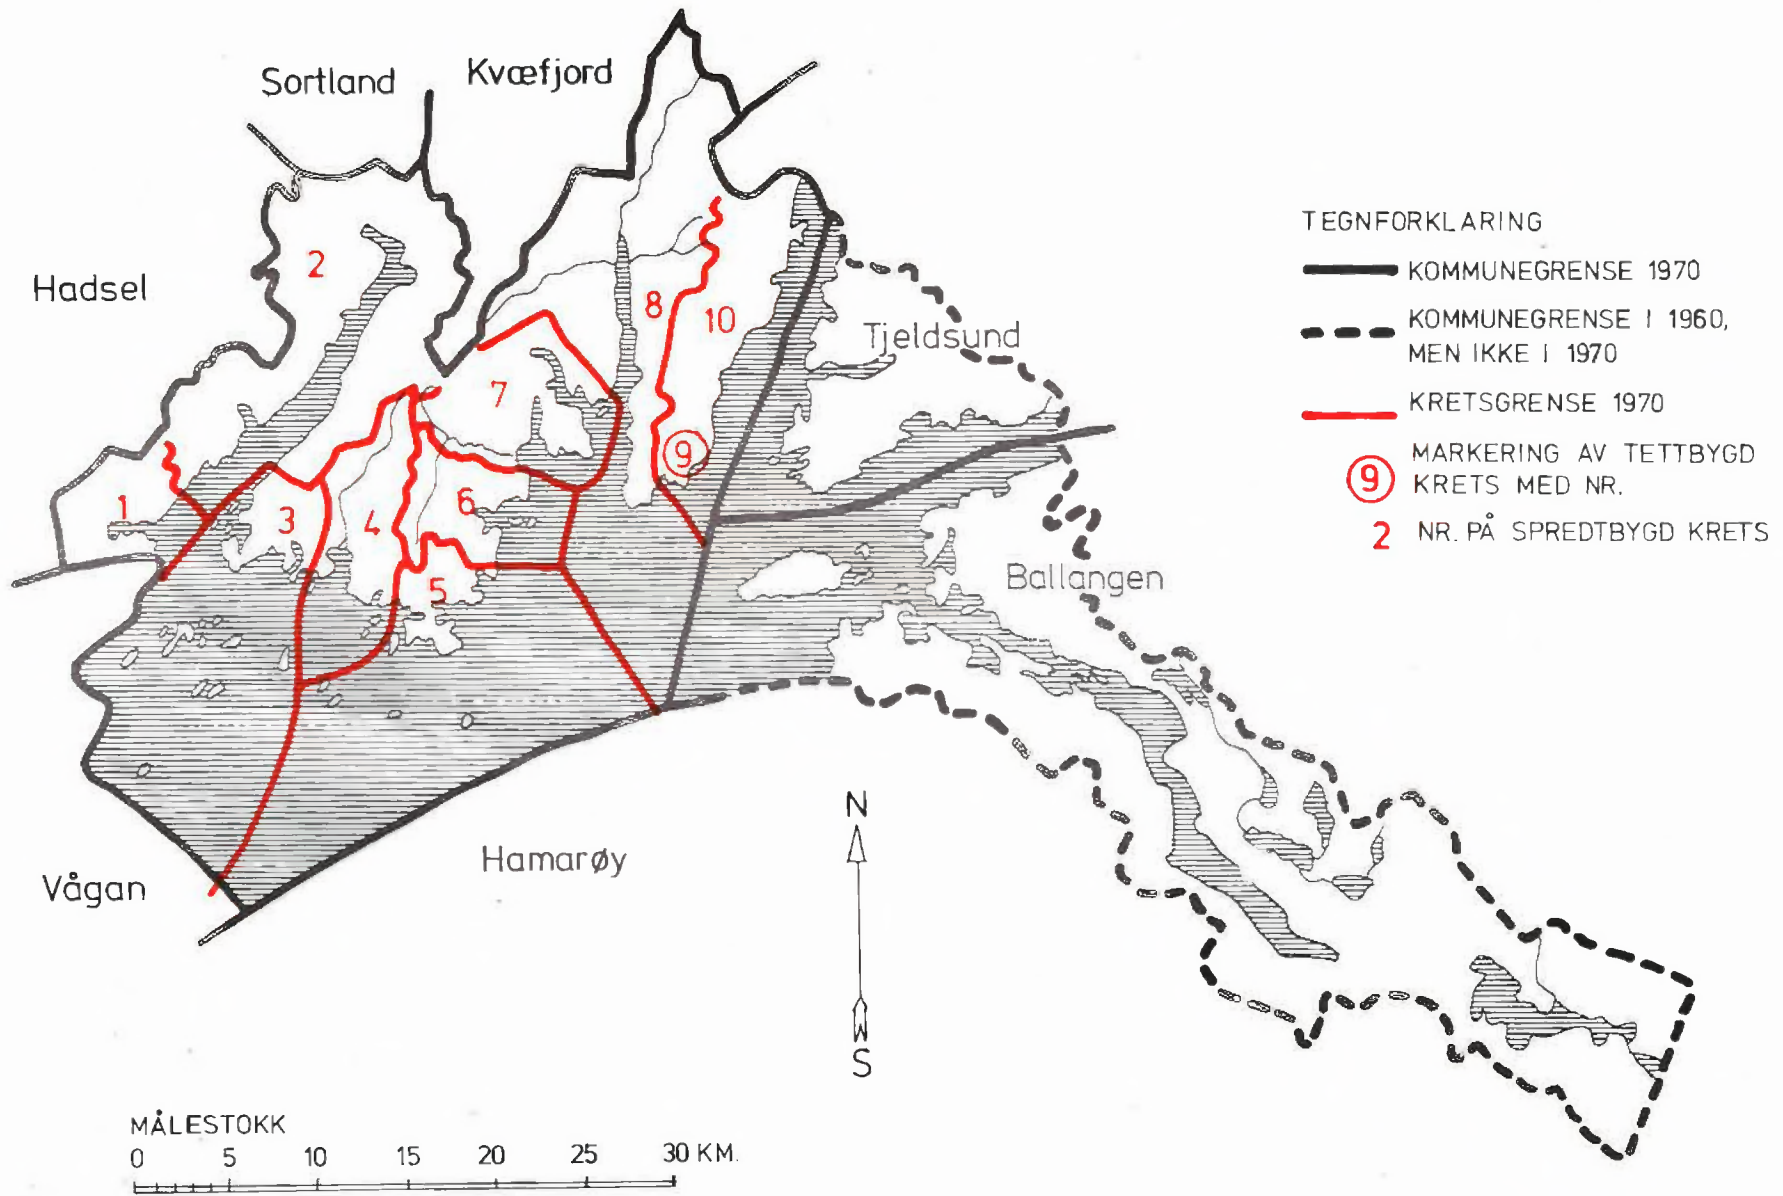 Sortland
Kvæfjord
Hadsel
2
8
10
Tjeldsund
7
9
1
3
4
6
5
Ballangen
Hamarøy
Vågan
TEGNFORKLARING
KOMMUNEGRENSE 1970
KOMMUNEGRENSE I 1960,
MEN IKKE I 1970
KRETSGRENSE 1970
9 MARKERING AV TETTBYGD
KRETS MED NR.
2 NR. PÅ SPREDTBYGD KRETS
N
S
MÅLESTOKK
0 5 10 15 20 25 30 KM.